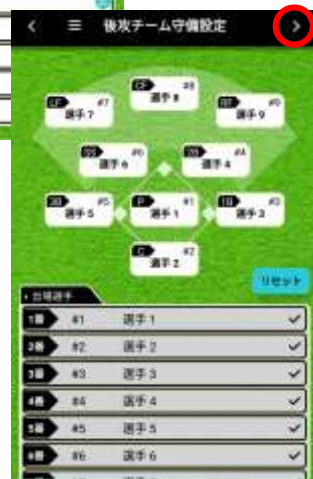 後攻チーム守備設定
CF #8
選手 8
LF #7
選手 7
RF #9
選手 9
SS #6
選手 6
2B #4
選手 4
3B #5
選手 5
P #1
選手 1
1B #3
選手 3
C #2
選手 2
リセット
出場選手
1番 #1 選手 1
2番 #2 選手 2
3番 #3 選手 3
4番 #4 選手 4
5番 #5 選手 5
6番 #6 選手 6